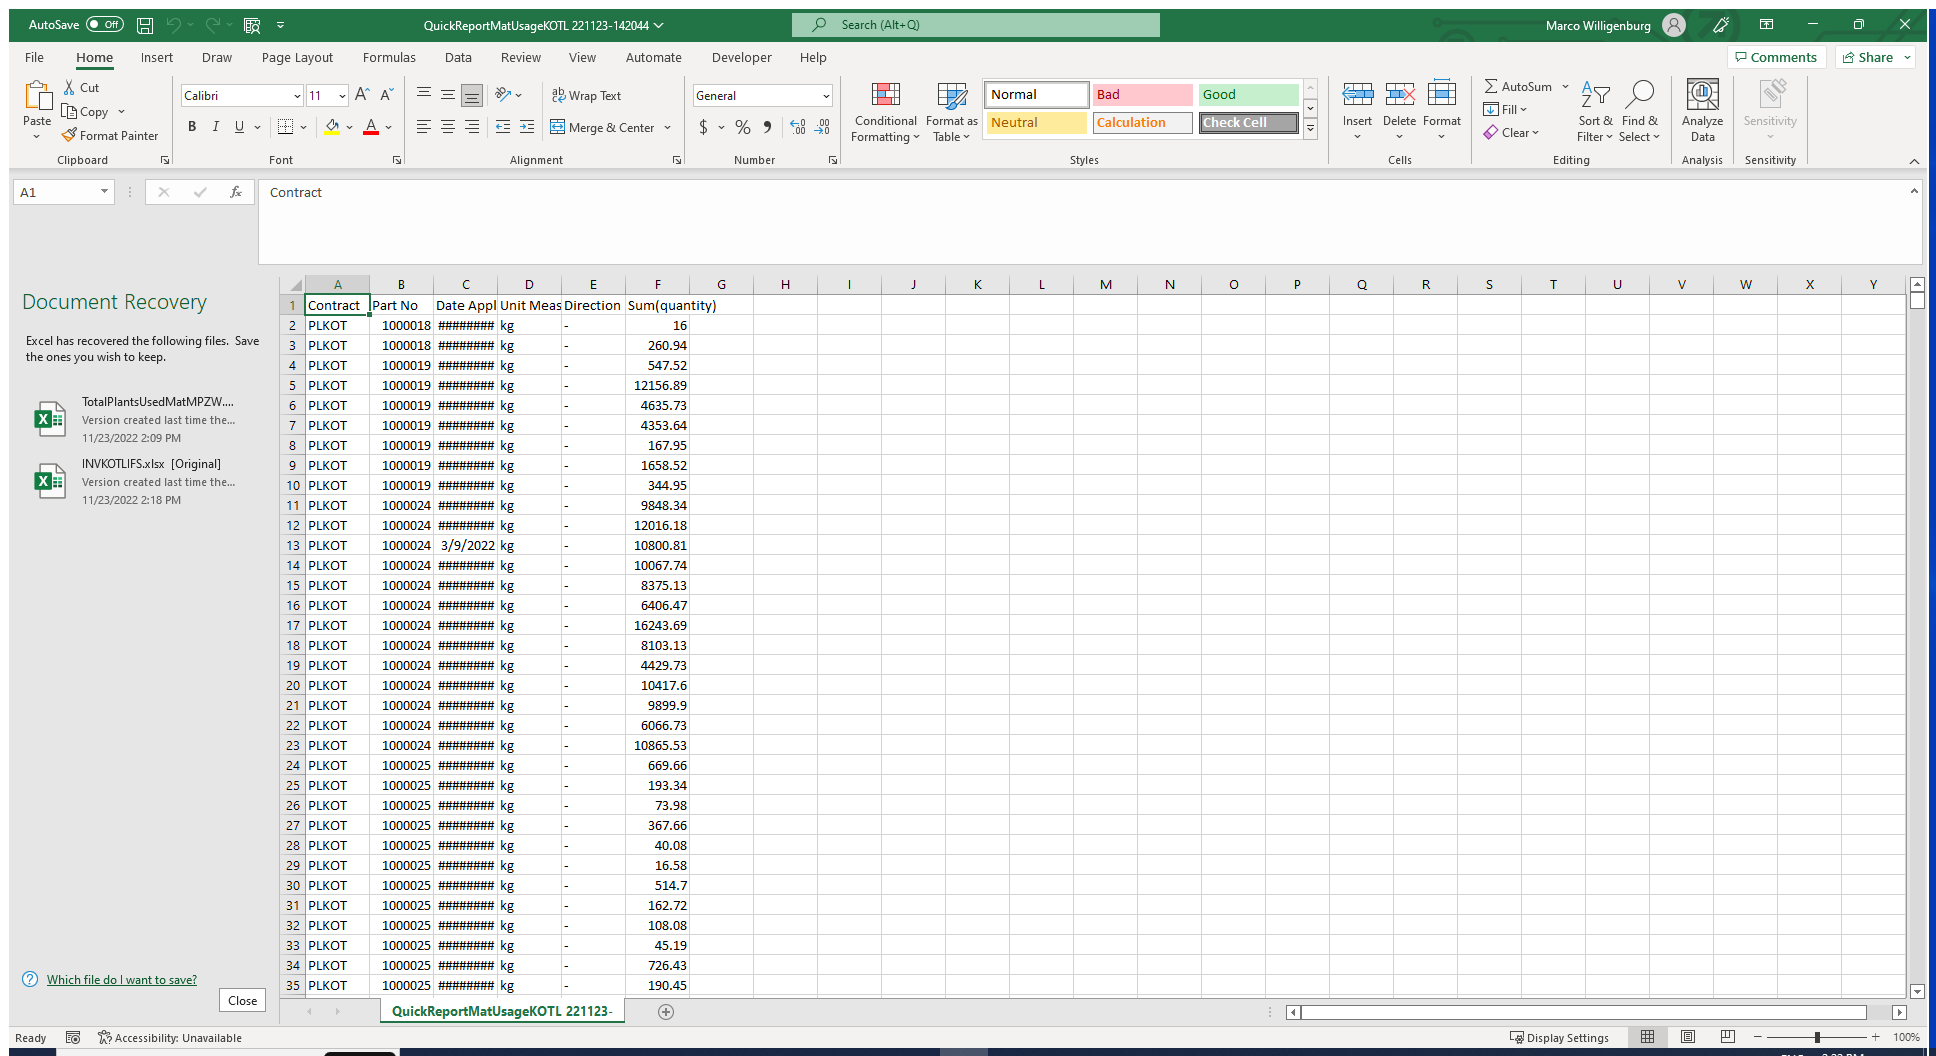 AutoSave Off QuickReportMatUsageKOTL 221123-142044 Search (Alt+Q) Marco Willigenburg
File Home Insert Draw Page Layout Formulas Data Review View Automate Developer Help Comments Share
Paste Cut Copy Format Painter Clipboard
Calibri 11 B I U Font
Wrap Text Merge & Center Alignment
General $ % Number
Conditional Formatting Format as Table
Normal Bad Good
Neutral Calculation Check Cell
Styles
Insert Delete Format Cells
AutoSum Fill Clear Sort & Filter Find & Select Editing
Analyze Data Analysis
Sensitivity Sensitivity
A1 fx Contract
Document Recovery
Excel has recovered the following files. Save
the ones you wish to keep.
TotalPlantsUsedMatMPZW....
Version created last time the...
11/23/2022 2:09 PM
INVKOTLIFS.xlsx [Original]
Version created last time the...
11/23/2022 2:18 PM
Which file do I want to save?
Close
A B C D E F G H I J K L M N O P Q R S T U V W X Y
1 Contract Part No Date Appl Unit Meas Direction Sum(quantity)
2 PLKOT 1000018 ######## kg - 16
3 PLKOT 1000018 ######## kg - 260.94
4 PLKOT 1000019 ######## kg - 547.52
5 PLKOT 1000019 ######## kg - 12156.89
6 PLKOT 1000019 ######## kg - 4635.73
7 PLKOT 1000019 ######## kg - 4353.64
8 PLKOT 1000019 ######## kg - 167.95
9 PLKOT 1000019 ######## kg - 1658.52
10 PLKOT 1000019 ######## kg - 344.95
11 PLKOT 1000024 ######## kg - 9848.34
12 PLKOT 1000024 ######## kg - 12016.18
13 PLKOT 1000024 3/9/2022 kg - 10800.81
14 PLKOT 1000024 ######## kg - 10067.74
15 PLKOT 1000024 ######## kg - 8375.13
16 PLKOT 1000024 ######## kg - 6406.47
17 PLKOT 1000024 ######## kg - 16243.69
18 PLKOT 1000024 ######## kg - 8103.13
19 PLKOT 1000024 ######## kg - 4429.73
20 PLKOT 1000024 ######## kg - 10417.6
21 PLKOT 1000024 ######## kg - 9899.9
22 PLKOT 1000024 ######## kg - 6066.73
23 PLKOT 1000024 ######## kg - 10865.53
24 PLKOT 1000025 ######## kg - 669.66
25 PLKOT 1000025 ######## kg - 193.34
26 PLKOT 1000025 ######## kg - 73.98
27 PLKOT 1000025 ######## kg - 367.66
28 PLKOT 1000025 ######## kg - 40.08
29 PLKOT 1000025 ######## kg - 16.58
30 PLKOT 1000025 ######## kg - 514.7
31 PLKOT 1000025 ######## kg - 162.72
32 PLKOT 1000025 ######## kg - 108.08
33 PLKOT 1000025 ######## kg - 45.19
34 PLKOT 1000025 ######## kg - 726.43
35 PLKOT 1000025 ######## kg - 190.45
QuickReportMatUsageKOTL 221123-
Ready Accessibility: Unavailable Display Settings 100%